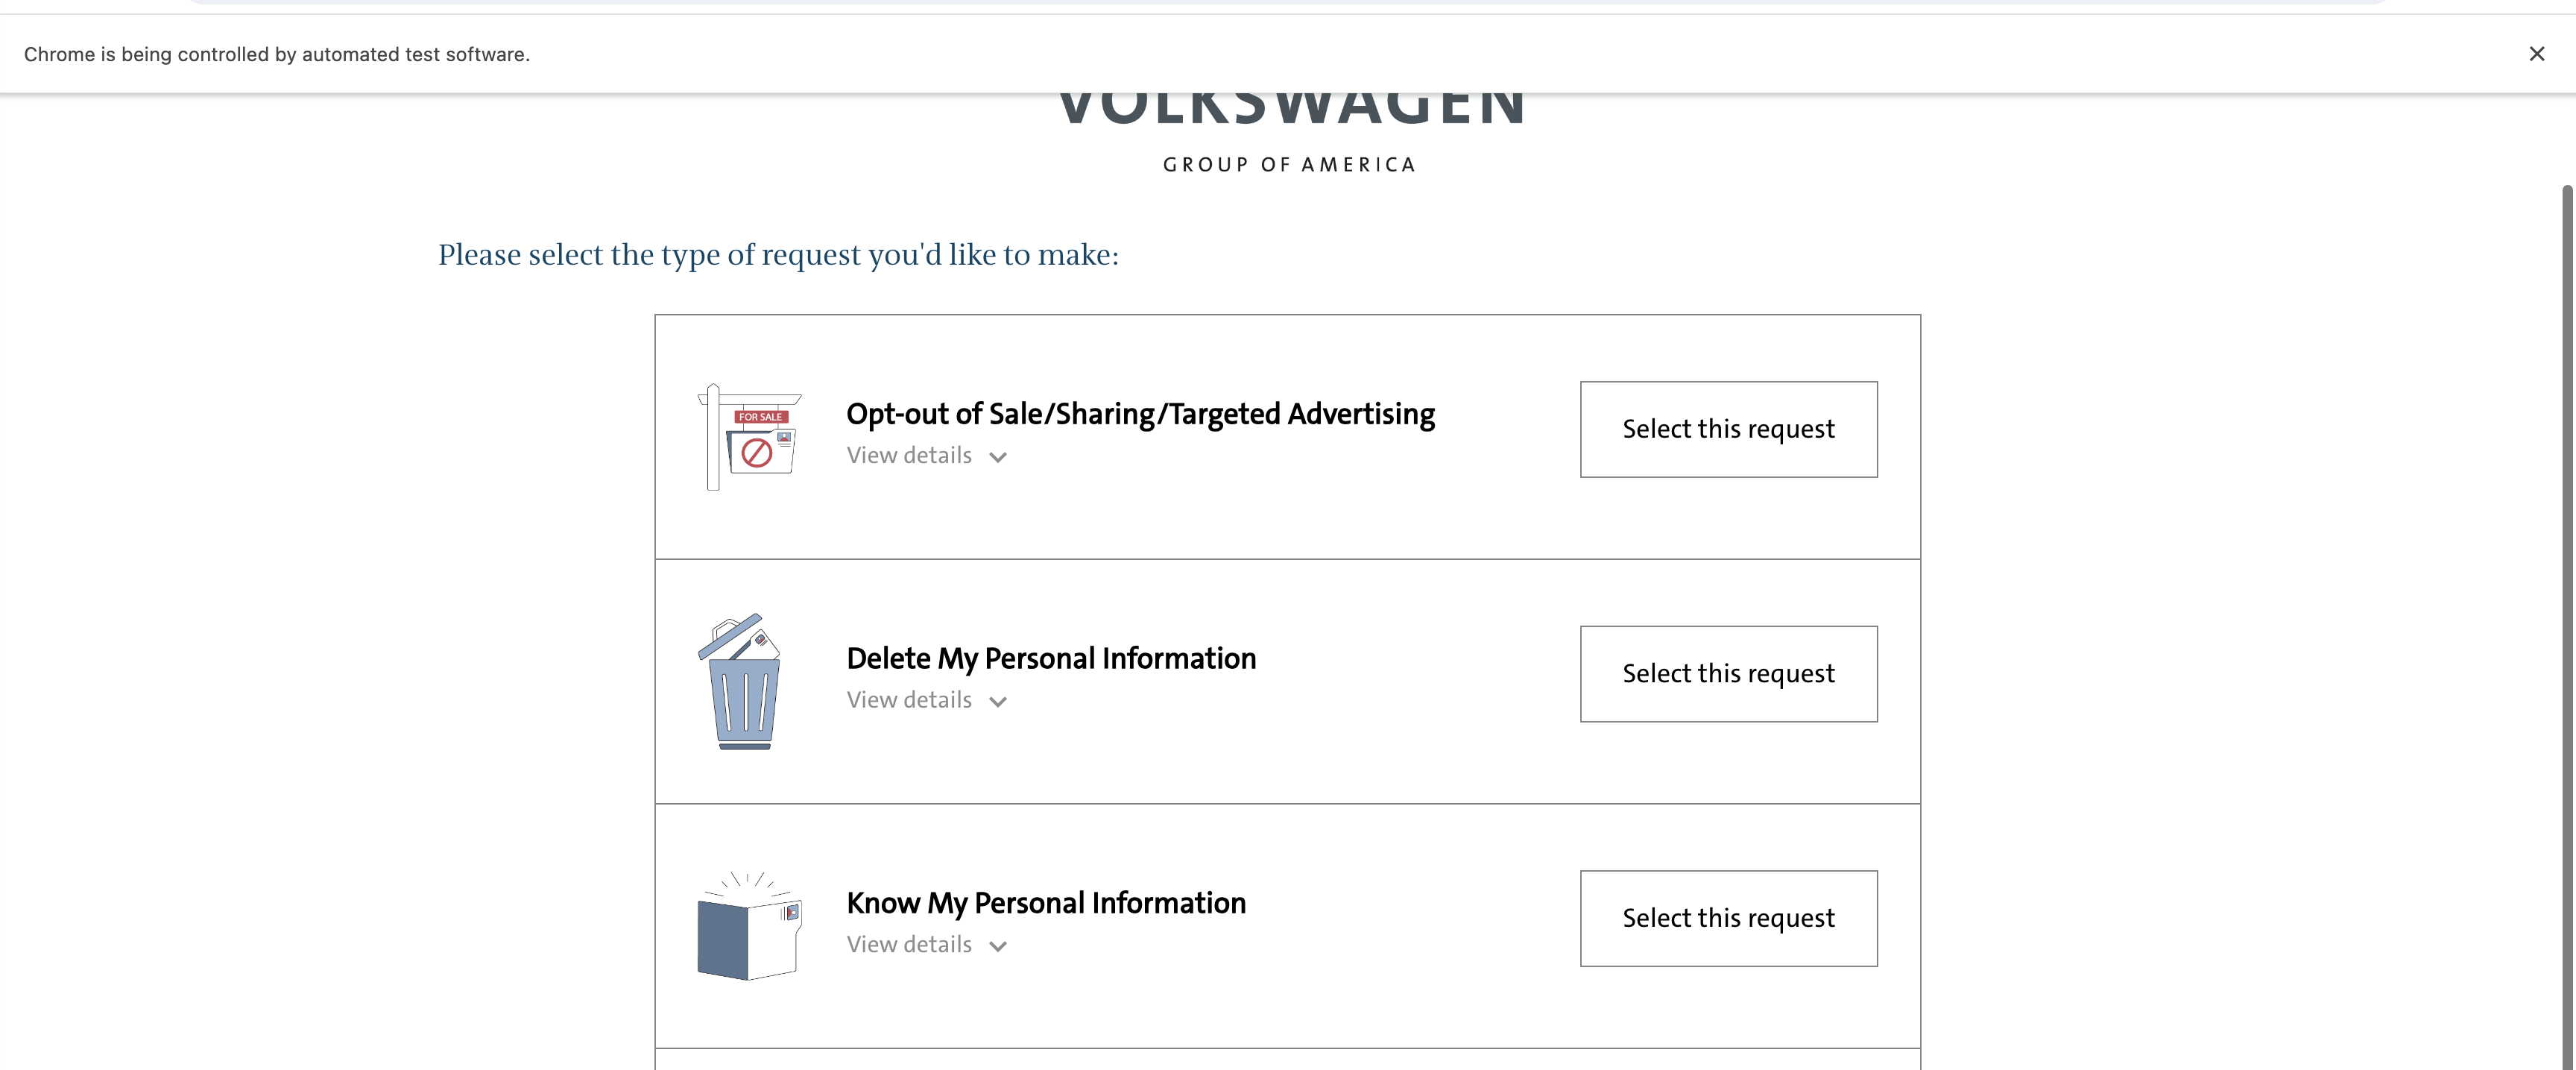 Chrome is being controlled by automated test software.
VOLKSWAGEN
GROUP OF AMERICA
Please select the type of request you'd like to make:
FOR SALE
Opt-out of Sale/Sharing/Targeted Advertising
View details
Select this request
Delete My Personal Information
View details
Select this request
Know My Personal Information
View details
Select this request